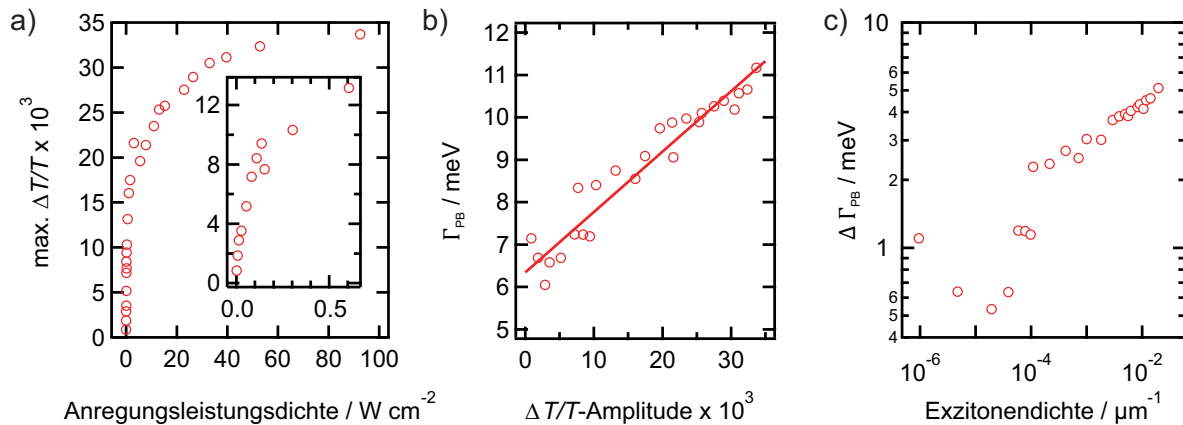 a)
max. ΔT/T x 10³
35
30
25
20
15
10
5
0
0 20 40 60 80 100
Anregungsleistungsdichte / W cm⁻²
12
8
4
0
0.0 0.5
b)
Γ_PB / meV
12
11
10
9
8
7
6
5
0 10 20 30
ΔT/T-Amplitude x 10³
c)
Δ Γ_PB / meV
10
5
4
3
2
1
5
4
10⁻⁶ 10⁻⁴ 10⁻²
Exzitonendichte / µm⁻¹